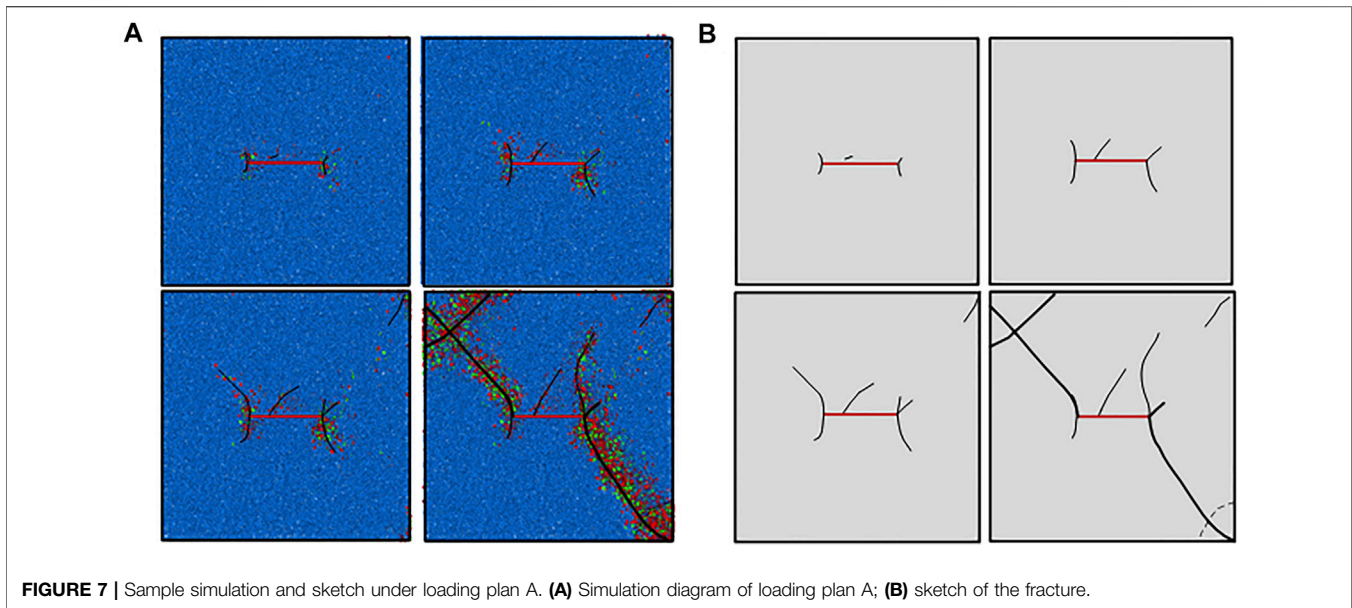 A
B
FIGURE 7 | Sample simulation and sketch under loading plan A. (A) Simulation diagram of loading plan A; (B) sketch of the fracture.